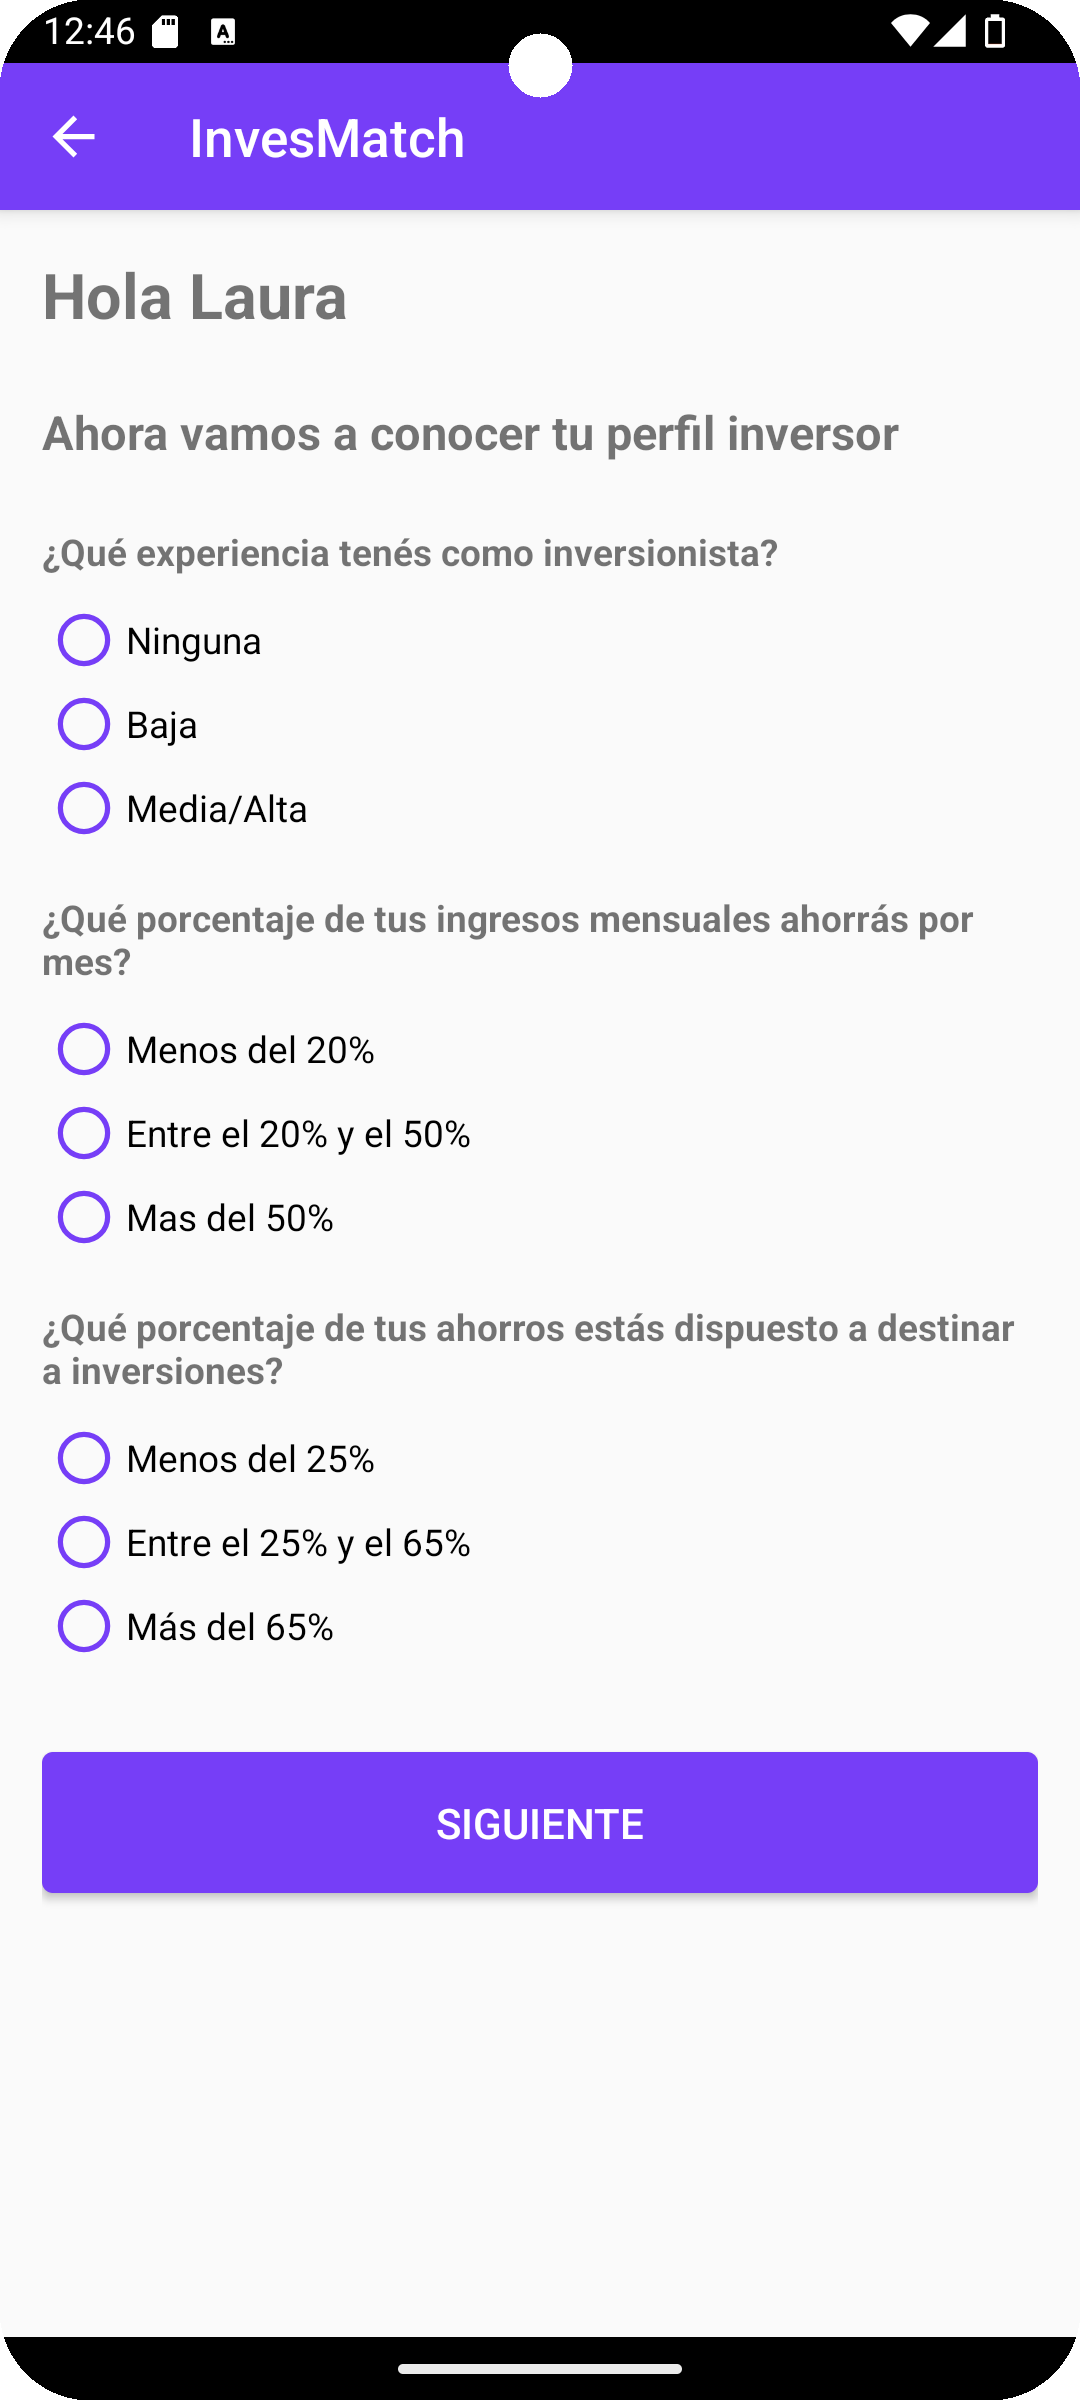 12:46
InvesMatch
Hola Laura
Ahora vamos a conocer tu perfil inversor
¿Qué experiencia tenés como inversionista?
Ninguna
Baja
Media/Alta
¿Qué porcentaje de tus ingresos mensuales ahorrás por
mes?
Menos del 20%
Entre el 20% y el 50%
Mas del 50%
¿Qué porcentaje de tus ahorros estás dispuesto a destinar
a inversiones?
Menos del 25%
Entre el 25% y el 65%
Más del 65%
SIGUIENTE